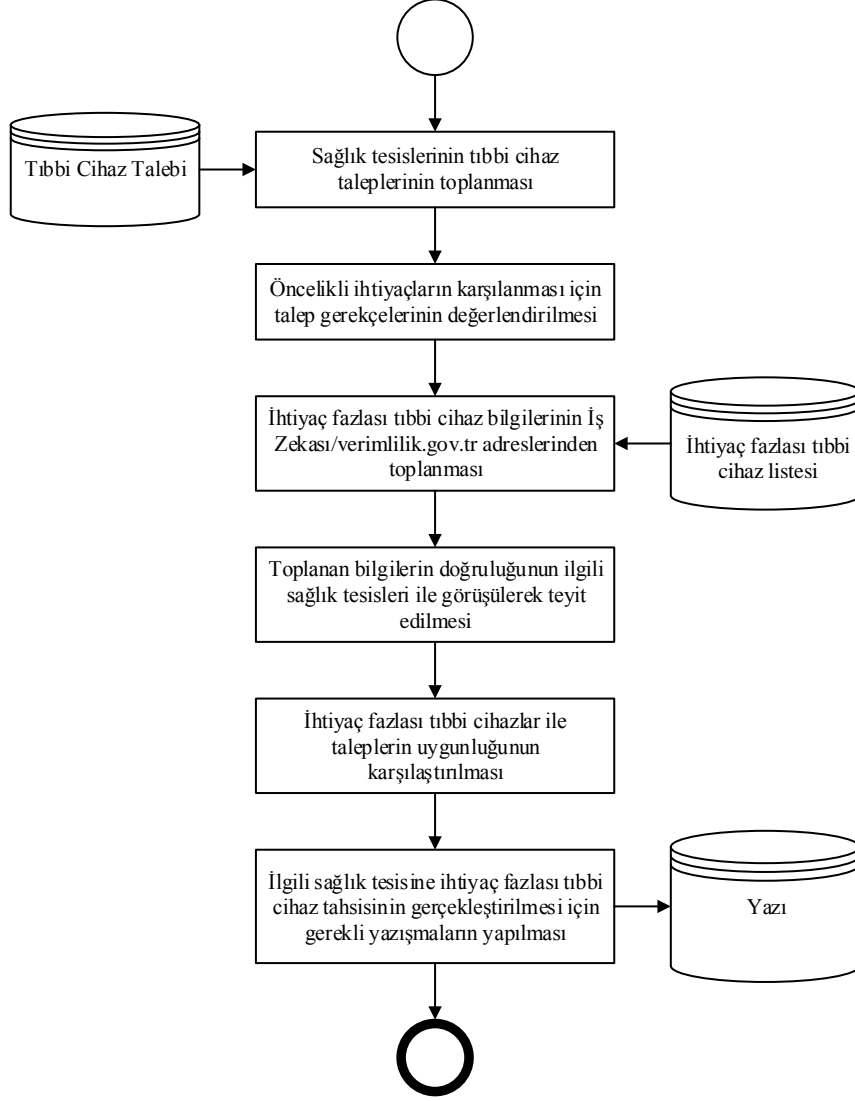 Tıbbi Cihaz Talebi
Sağlık tesislerinin tıbbi cihaz
taleplerinin toplanması
Öncelikli ihtiyaçların karşılanması için
talep gerekçelerinin değerlendirilmesi
İhtiyaç fazlası tıbbi cihaz bilgilerinin İş
Zekası/verimlilik.gov.tr adreslerinden
toplanması
İhtiyaç fazlası tıbbi
cihaz listesi
Toplanan bilgilerin doğruluğunun ilgili
sağlık tesisleri ile görüşülerek teyit
edilmesi
İhtiyaç fazlası tıbbi cihazlar ile
taleplerin uygunluğunun
karşılaştırılması
İlgili sağlık tesisine ihtiyaç fazlası tıbbi
cihaz tahsisinin gerçekleştirilmesi için
gerekli yazışmaların yapılması
Yazı